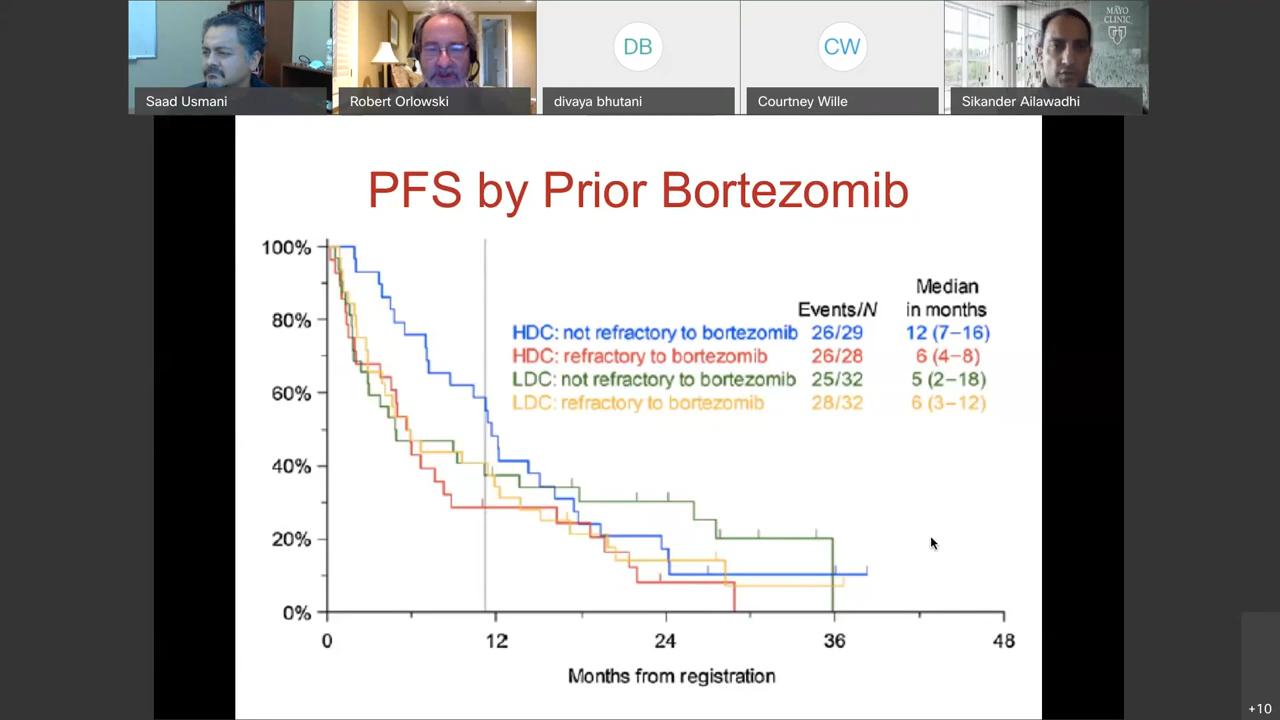 MAYO
CLINIC
DB
CW
Saad Usmani
Robert Orlowski
divaya bhutani
Courtney Wille
Sikander Ailawadhi
PFS by Prior Bortezomib
100%
80%
60%
40%
20%
0%
Events/N
Median
in months
HDC: not refractory to bortezomib 26/29 12 (7–16)
HDC: refractory to bortezomib 26/28 6 (4–8)
LDC: not refractory to bortezomib 25/32 5 (2–18)
LDC: refractory to bortezomib 28/32 6 (3–12)
0 12 24 36 48
Months from registration
+10